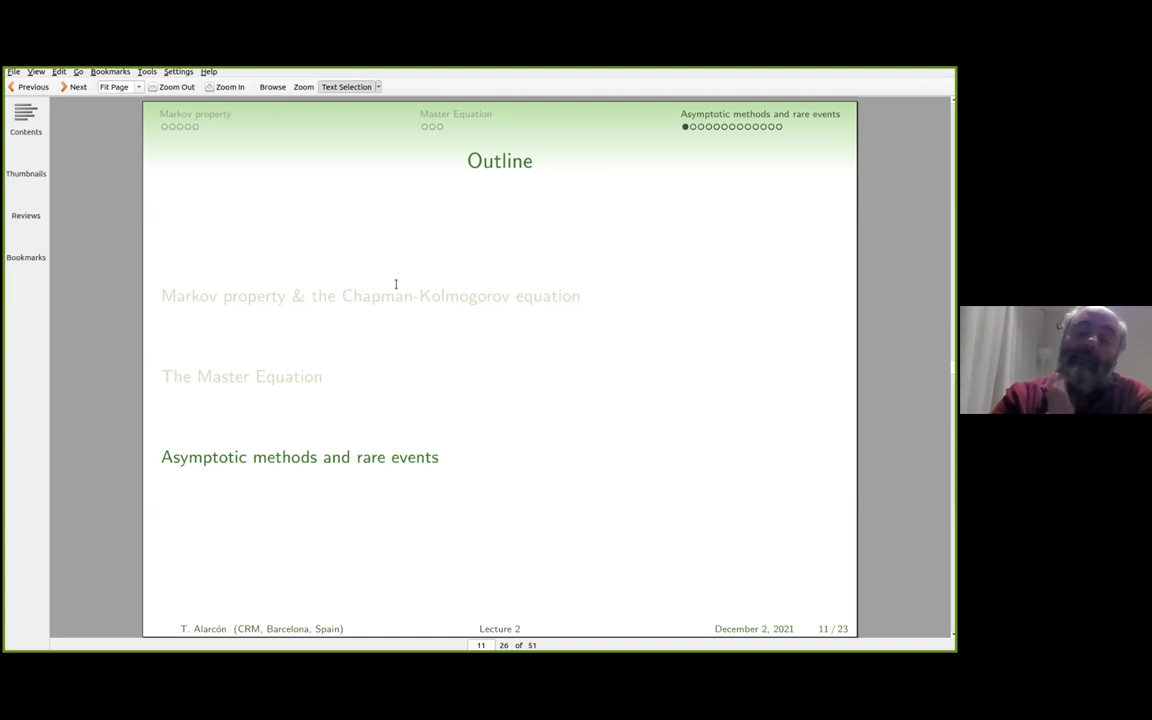 File View Edit Go Bookmarks Tools Settings Help
Previous Next Fit Page Zoom Out Zoom In Browse Zoom Text Selection
Contents
Thumbnails
Reviews
Bookmarks
Markov property Master Equation Asymptotic methods and rare events
Outline
Markov property & the Chapman-Kolmogorov equation
The Master Equation
Asymptotic methods and rare events
T. Alarcón (CRM, Barcelona, Spain) Lecture 2 December 2, 2021 11 / 23
11 26 of 51